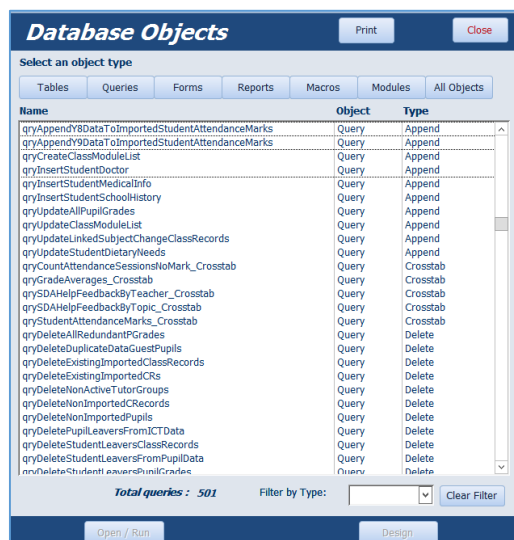 Database Objects Print Close
Select an object type
Tables Queries Forms Reports Macros Modules All Objects
Name Object Type
qryAppendY8DataToImportedStudentAttendanceMarks Query Append
qryAppendY9DataToImportedStudentAttendanceMarks Query Append
qryCreateClassModuleList Query Append
qryInsertStudentDoctor Query Append
qryInsertStudentMedicalInfo Query Append
qryInsertStudentSchoolHistory Query Append
qryUpdateAllPupilGrades Query Append
qryUpdateClassModuleList Query Append
qryUpdateLinkedSubjectChangeClassRecords Query Append
qryUpdateStudentDietaryNeeds Query Append
qryCountAttendanceSessionsNoMark_Crosstab Query Crosstab
qryGradeAverages_Crosstab Query Crosstab
qrySDAHelpFeedbackByTeacher_Crosstab Query Crosstab
qrySDAHelpFeedbackByTopic_Crosstab Query Crosstab
qryStudentAttendanceMarks_Crosstab Query Crosstab
qryDeleteAllRedundantPGrades Query Delete
qryDeleteDuplicateDataGuestPupils Query Delete
qryDeleteExistingImportedClassRecords Query Delete
qryDeleteExistingImportedCRs Query Delete
qryDeleteNonActiveTutorGroups Query Delete
qryDeleteNonImportedCRecords Query Delete
qryDeleteNonImportedPupils Query Delete
qryDeletePupilLeaversFromICTData Query Delete
qryDeleteStudentLeaversClassRecords Query Delete
qryDeleteStudentLeaversFromPupilData Query Delete
qryDeleteStudentLeaversPupilGrades Query Delete
Total queries : 501 Filter by Type: Clear Filter
Open / Run Design